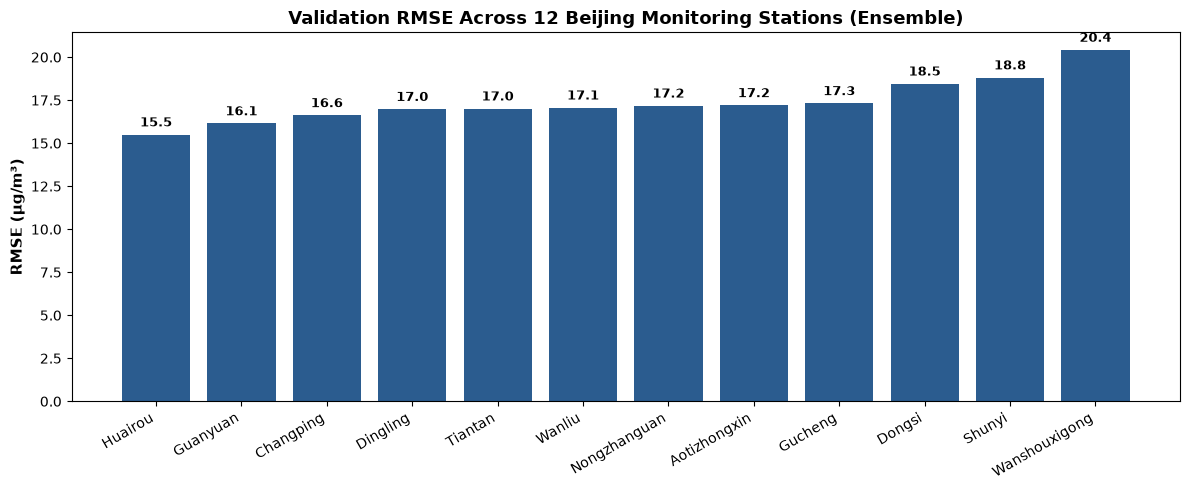 Validation RMSE Across 12 Beijing Monitoring Stations (Ensemble)
RMSE (µg/m³)
20.0
17.5
15.0
12.5
10.0
7.5
5.0
2.5
0.0
15.5
16.1
16.6
17.0
17.0
17.1
17.2
17.2
17.3
18.5
18.8
20.4
Huairou
Guanyuan
Changping
Dingling
Tiantan
Wanliu
Nongzhanguan
Aotizhongxin
Gucheng
Dongsi
Shunyi
Wanshouxigong